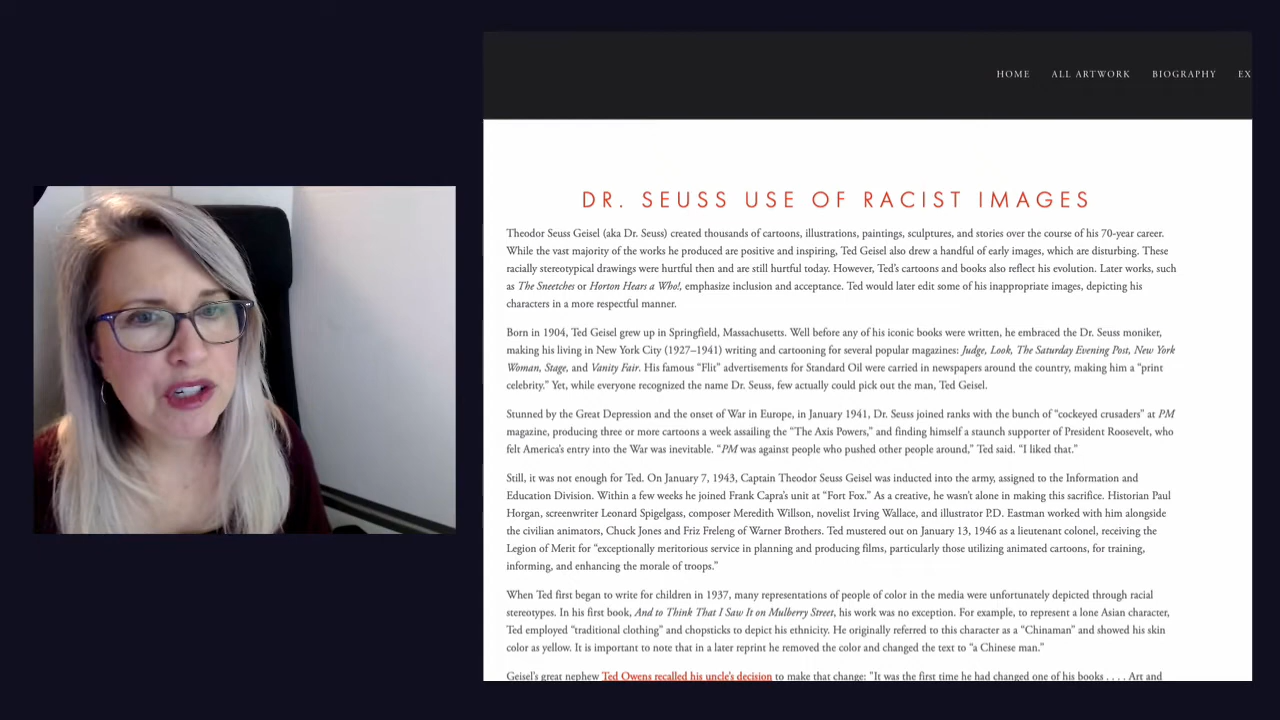 HOME ALL ARTWORK BIOGRAPHY EX
DR. SEUSS USE OF RACIST IMAGES
Theodor Seuss Geisel (aka Dr. Seuss) created thousands of cartoons, illustrations, paintings, sculptures, and stories over the course of his 70-year career.
While the vast majority of the works he produced are positive and inspiring, Ted Geisel also drew a handful of early images, which are disturbing. These
racially stereotypical drawings were hurtful then and are still hurtful today. However, Ted's cartoons and books also reflect his evolution. Later works, such
as The Sneetches or Horton Hears a Who!, emphasize inclusion and acceptance. Ted would later edit some of his inappropriate images, depicting his
characters in a more respectful manner.
Born in 1904, Ted Geisel grew up in Springfield, Massachusetts. Well before any of his iconic books were written, he embraced the Dr. Seuss moniker,
making his living in New York City (1927–1941) writing and cartooning for several popular magazines: Judge, Look, The Saturday Evening Post, New York
Woman, Stage, and Vanity Fair. His famous “Flit” advertisements for Standard Oil were carried in newspapers around the country, making him a “print
celebrity.” Yet, while everyone recognized the name Dr. Seuss, few actually could pick out the man, Ted Geisel.
Stunned by the Great Depression and the onset of War in Europe, in January 1941, Dr. Seuss joined ranks with the bunch of “cockeyed crusaders” at PM
magazine, producing three or more cartoons a week assailing the “The Axis Powers,” and finding himself a staunch supporter of President Roosevelt, who
felt America's entry into the War was inevitable. “PM was against people who pushed other people around,” Ted said. “I liked that.”
Still, it was not enough for Ted. On January 7, 1943, Captain Theodor Seuss Geisel was inducted into the army, assigned to the Information and
Education Division. Within a few weeks he joined Frank Capra's unit at “Fort Fox.” As a creative, he wasn't alone in making this sacrifice. Historian Paul
Horgan, screenwriter Leonard Spigelgass, composer Meredith Willson, novelist Irving Wallace, and illustrator P.D. Eastman worked with him alongside
the civilian animators, Chuck Jones and Friz Freleng of Warner Brothers. Ted mustered out on January 13, 1946 as a lieutenant colonel, receiving the
Legion of Merit for “exceptionally meritorious service in planning and producing films, particularly those utilizing animated cartoons, for training,
informing, and enhancing the morale of troops.”
When Ted first began to write for children in 1937, many representations of people of color in the media were unfortunately depicted through racial
stereotypes. In his first book, And to Think That I Saw It on Mulberry Street, his work was no exception. For example, to represent a lone Asian character,
Ted employed “traditional clothing” and chopsticks to depict his ethnicity. He originally referred to this character as a “Chinaman” and showed his skin
color as yellow. It is important to note that in a later reprint he removed the color and changed the text to “a Chinese man.”
Geisel's great nephew Ted Owens recalled his uncle's decision to make that change: "It was the first time he had changed one of his books . . . . Art and